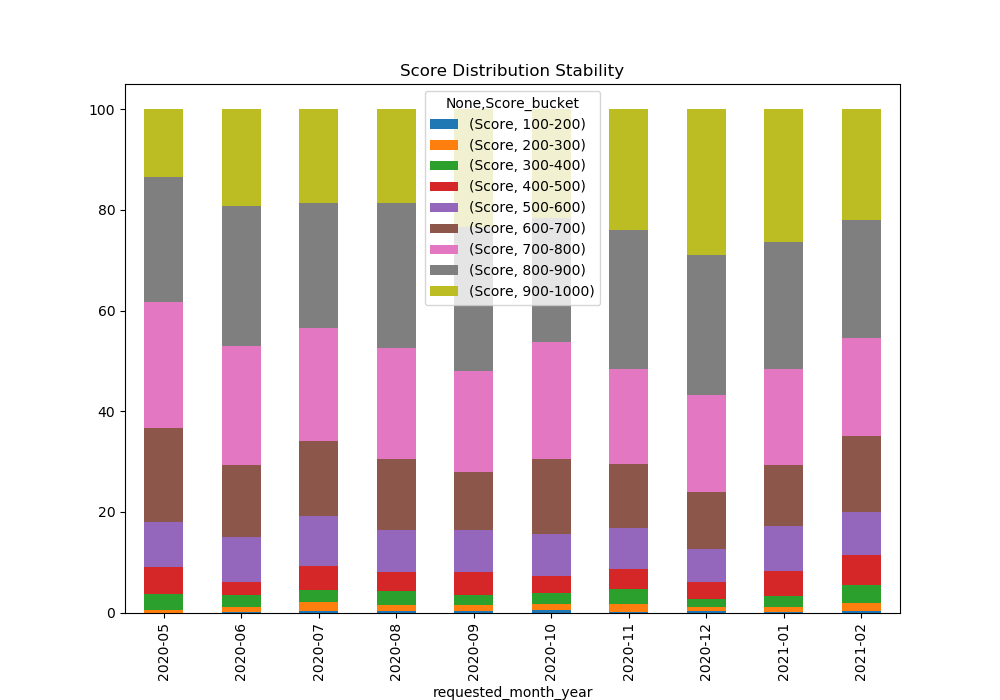 Score Distribution Stability
None,Score_bucket
(Score, 100-200)
(Score, 200-300)
(Score, 300-400)
(Score, 400-500)
(Score, 500-600)
(Score, 600-700)
(Score, 700-800)
(Score, 800-900)
(Score, 900-1000)
100
80
60
40
20
0
2020-05
2020-06
2020-07
2020-08
2020-09
2020-10
2020-11
2020-12
2021-01
2021-02
requested_month_year